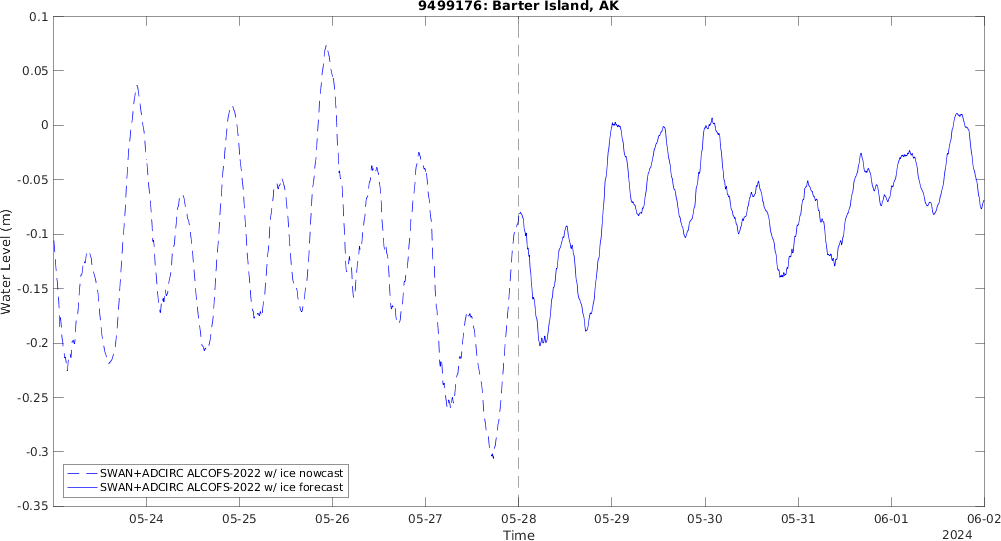 9499176: Barter Island, AK
0.1
0.05
0
-0.05
-0.1
-0.15
-0.2
-0.25
-0.3
-0.35
Water Level (m)
SWAN+ADCIRC ALCOFS-2022 w/ ice nowcast
SWAN+ADCIRC ALCOFS-2022 w/ ice forecast
05-24 05-25 05-26 05-27 05-28 05-29 05-30 05-31 06-01 06-02
Time
2024